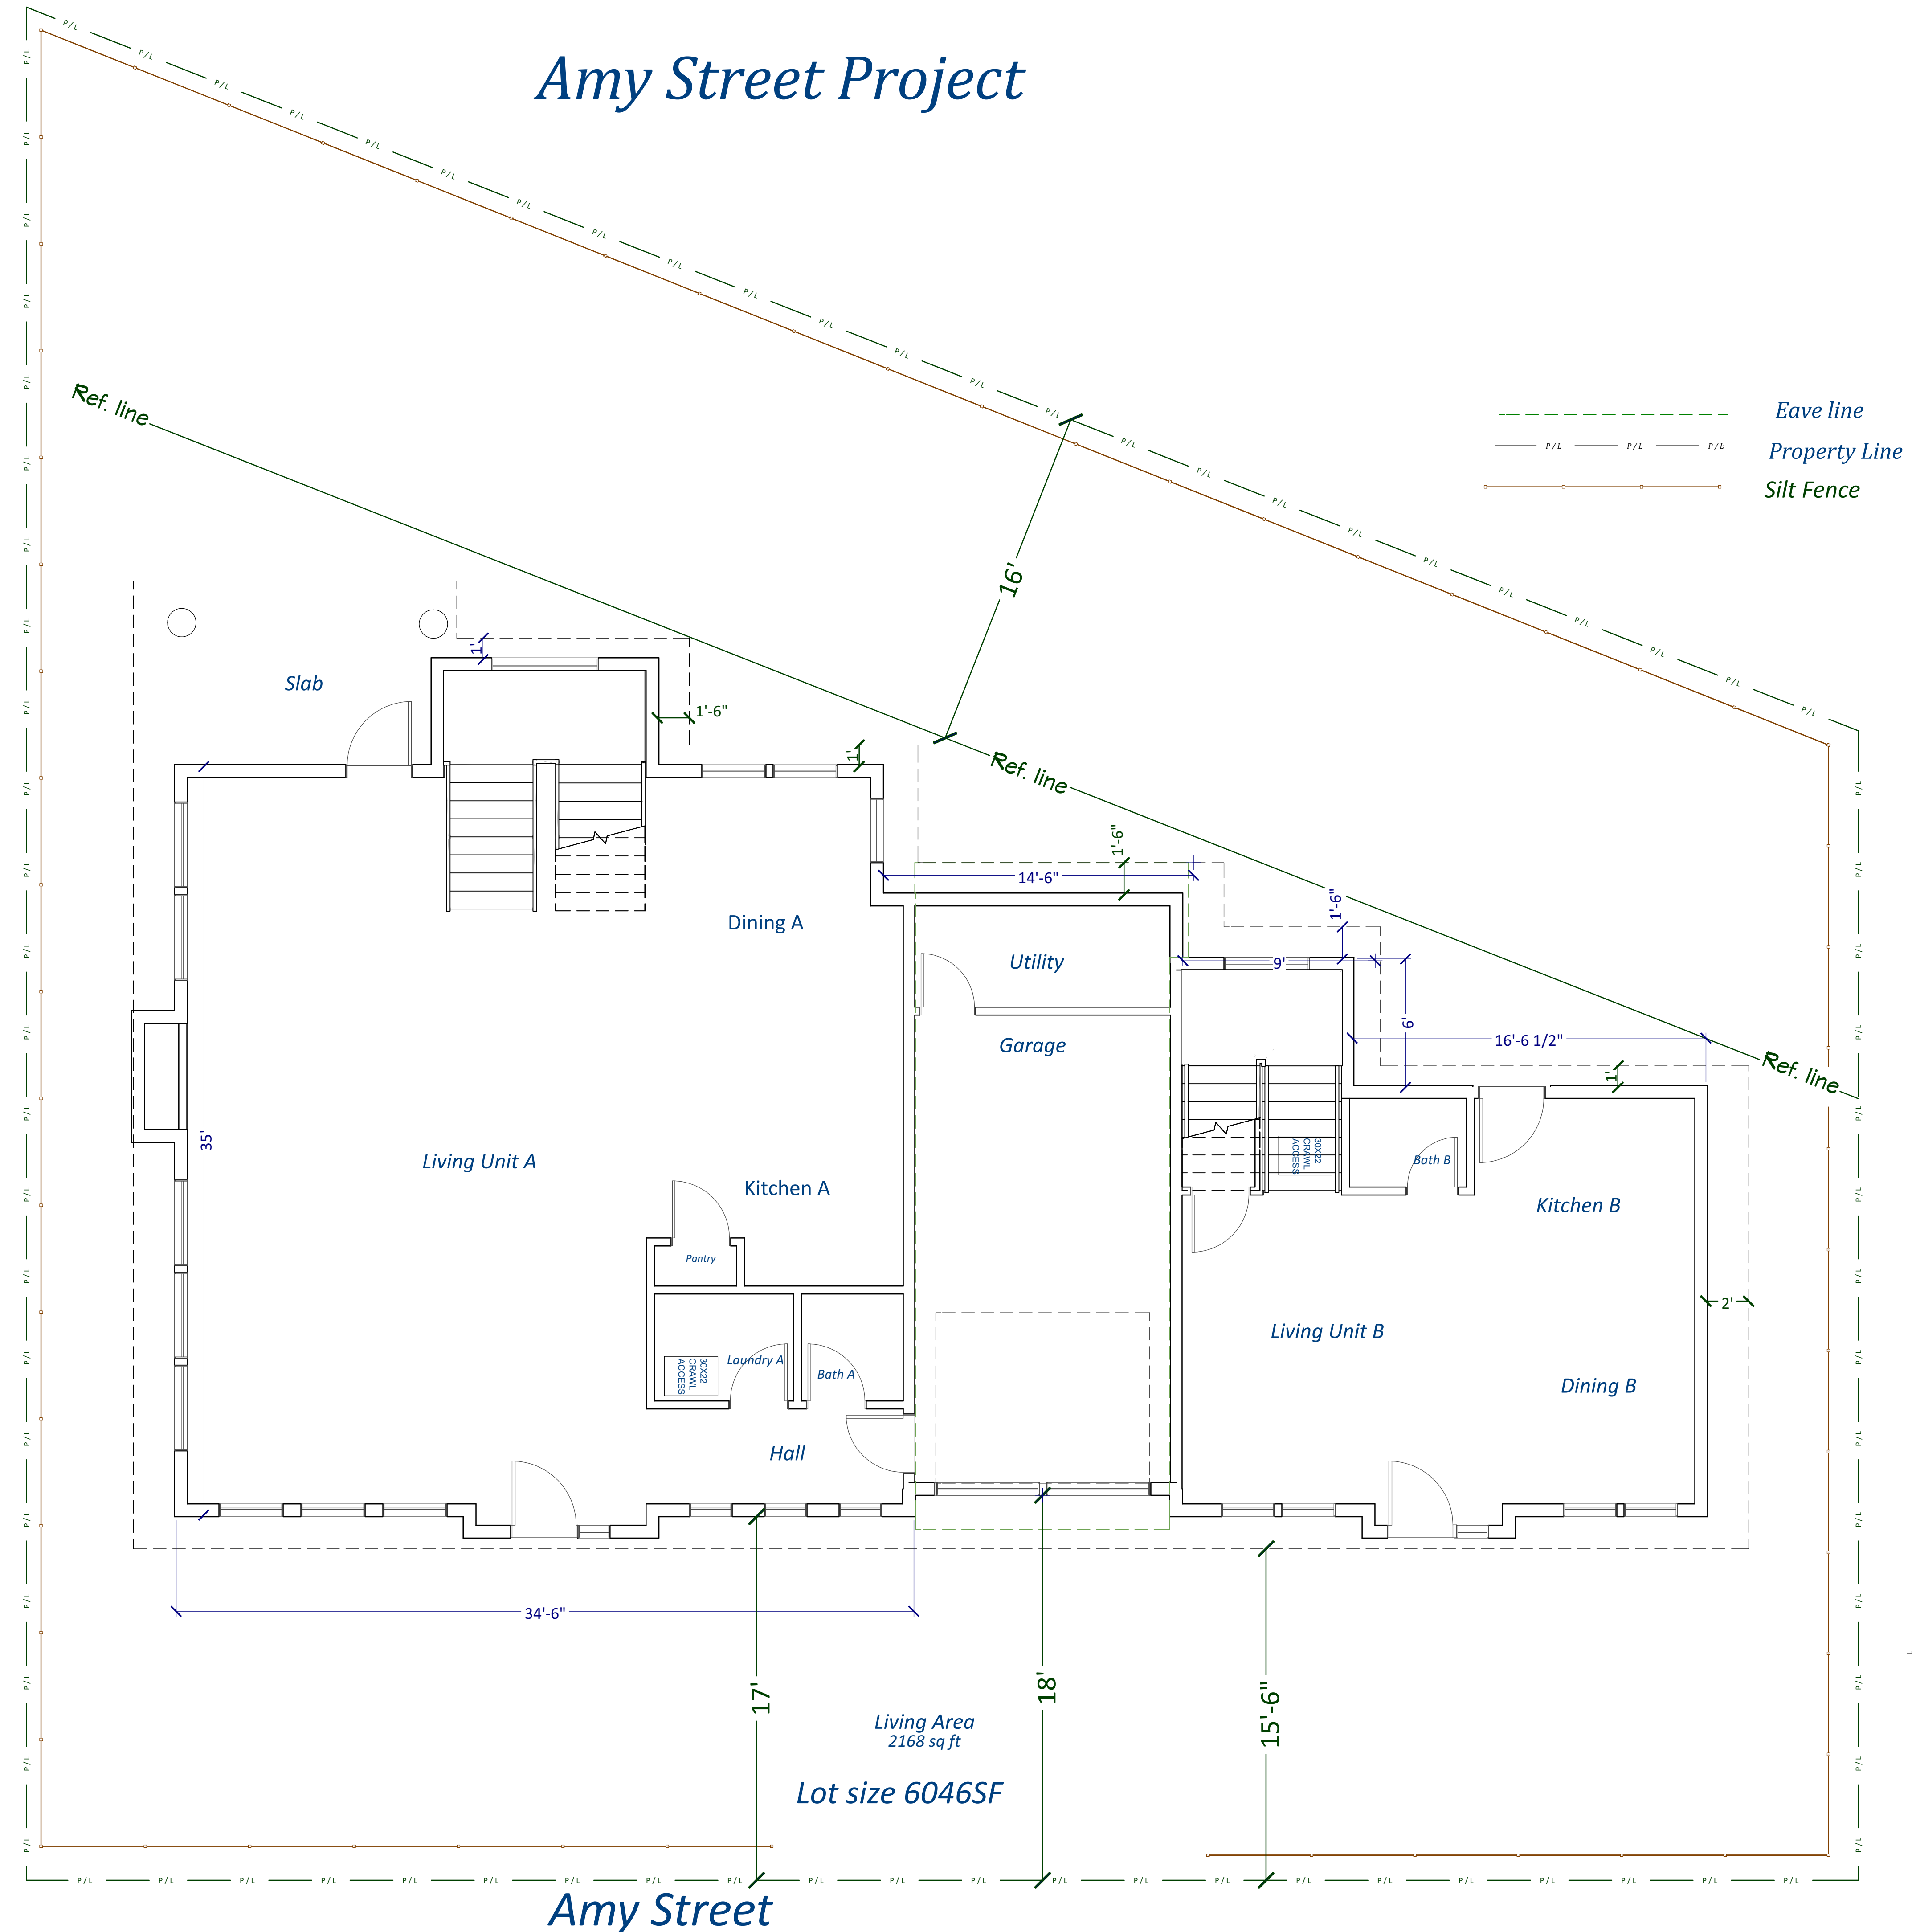 Amy Street Project
Ref. line
Eave line
P/L P/L P/L Property Line
Silt Fence
16'
1'
Slab
1'-6"
1'
Ref. line
1'-6"
14'-6"
1'-6"
Dining A
Utility
9'
6'
Garage
16'-6 1/2"
1'
Ref. line
35'
Living Unit A
30X22
CRAWL
ACCESS
Bath B
Kitchen A
Kitchen B
Pantry
2'
Living Unit B
Laundry A
30X22
CRAWL
ACCESS
Bath A
Dining B
Hall
34'-6"
17'
18'
15'-6"
Living Area
2168 sq ft
Lot size 6046SF
P/L P/L P/L P/L P/L P/L P/L P/L P/L P/L P/L P/L P/L P/L P/L P/L P/L P/L P/L P/L P/L P/L
Amy Street